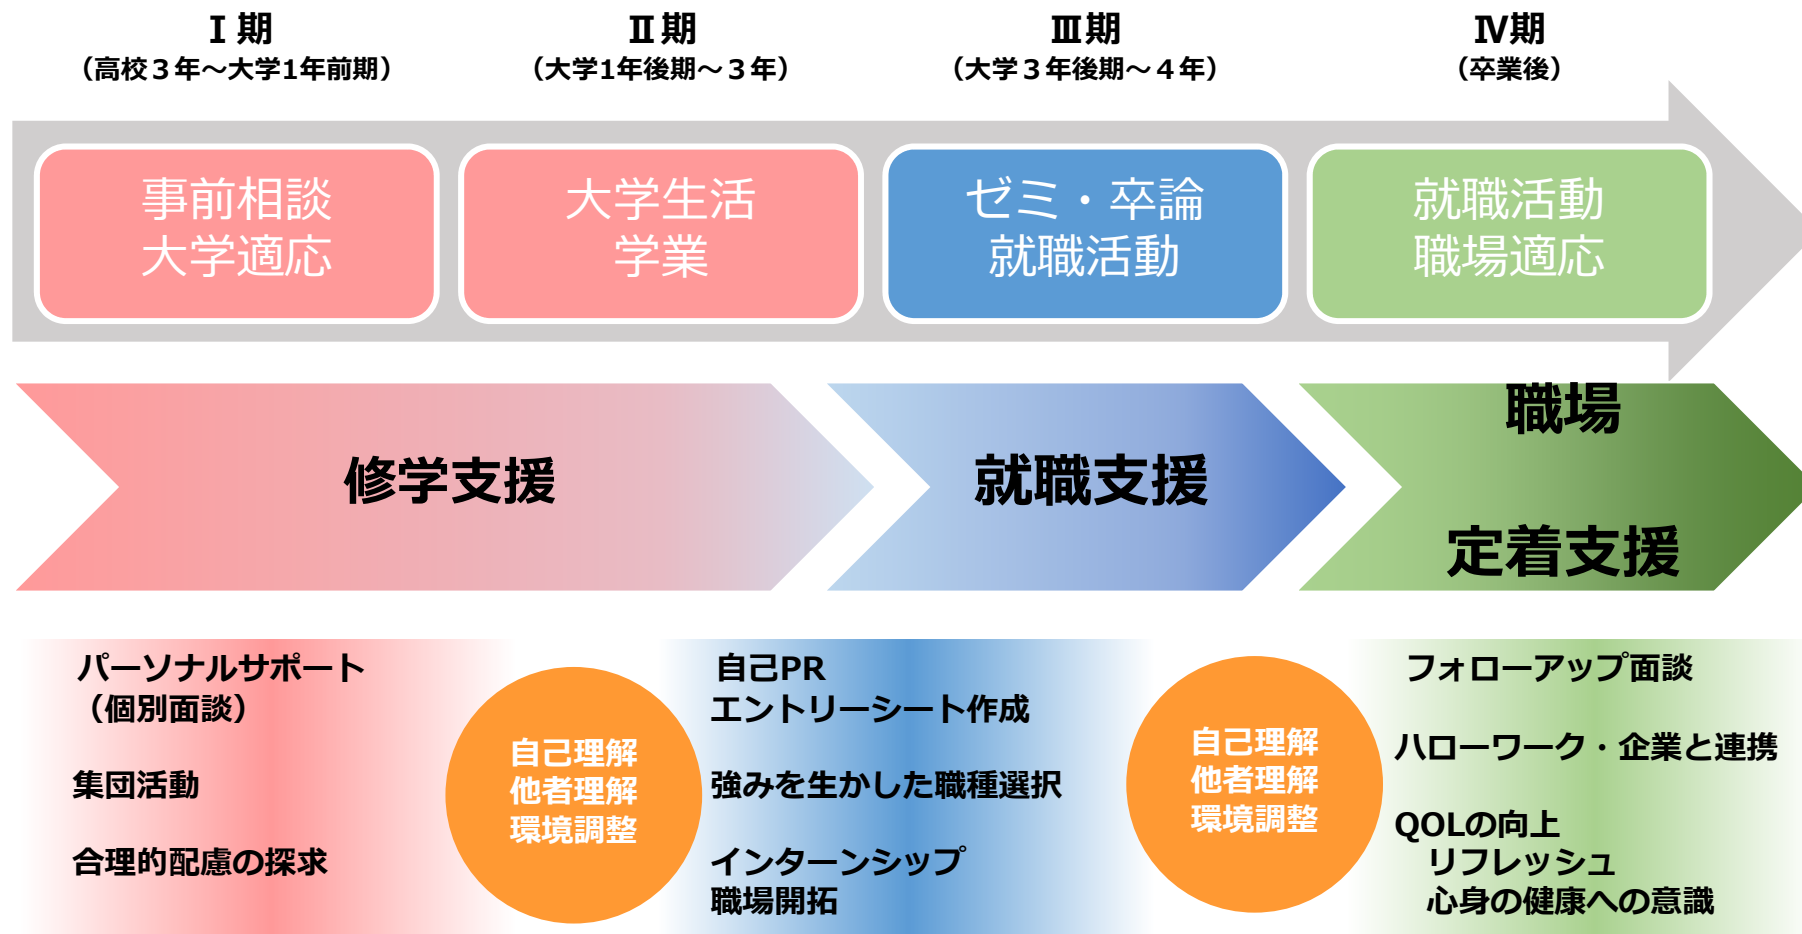 Ⅰ期
（高校３年～大学1年前期）
Ⅱ期
（大学1年後期～３年）
Ⅲ期
（大学３年後期～４年）
Ⅳ期
（卒業後）
事前相談
大学適応
大学生活
学業
ゼミ・卒論
就職活動
就職活動
職場適応
修学支援
就職支援
職場
定着支援
パーソナルサポート
（個別面談）
集団活動
合理的配慮の探求
自己理解
他者理解
環境調整
自己PR
エントリーシート作成
強みを生かした職種選択
インターンシップ
職場開拓
自己理解
他者理解
環境調整
フォローアップ面談
ハローワーク・企業と連携
QOLの向上
リフレッシュ
心身の健康への意識